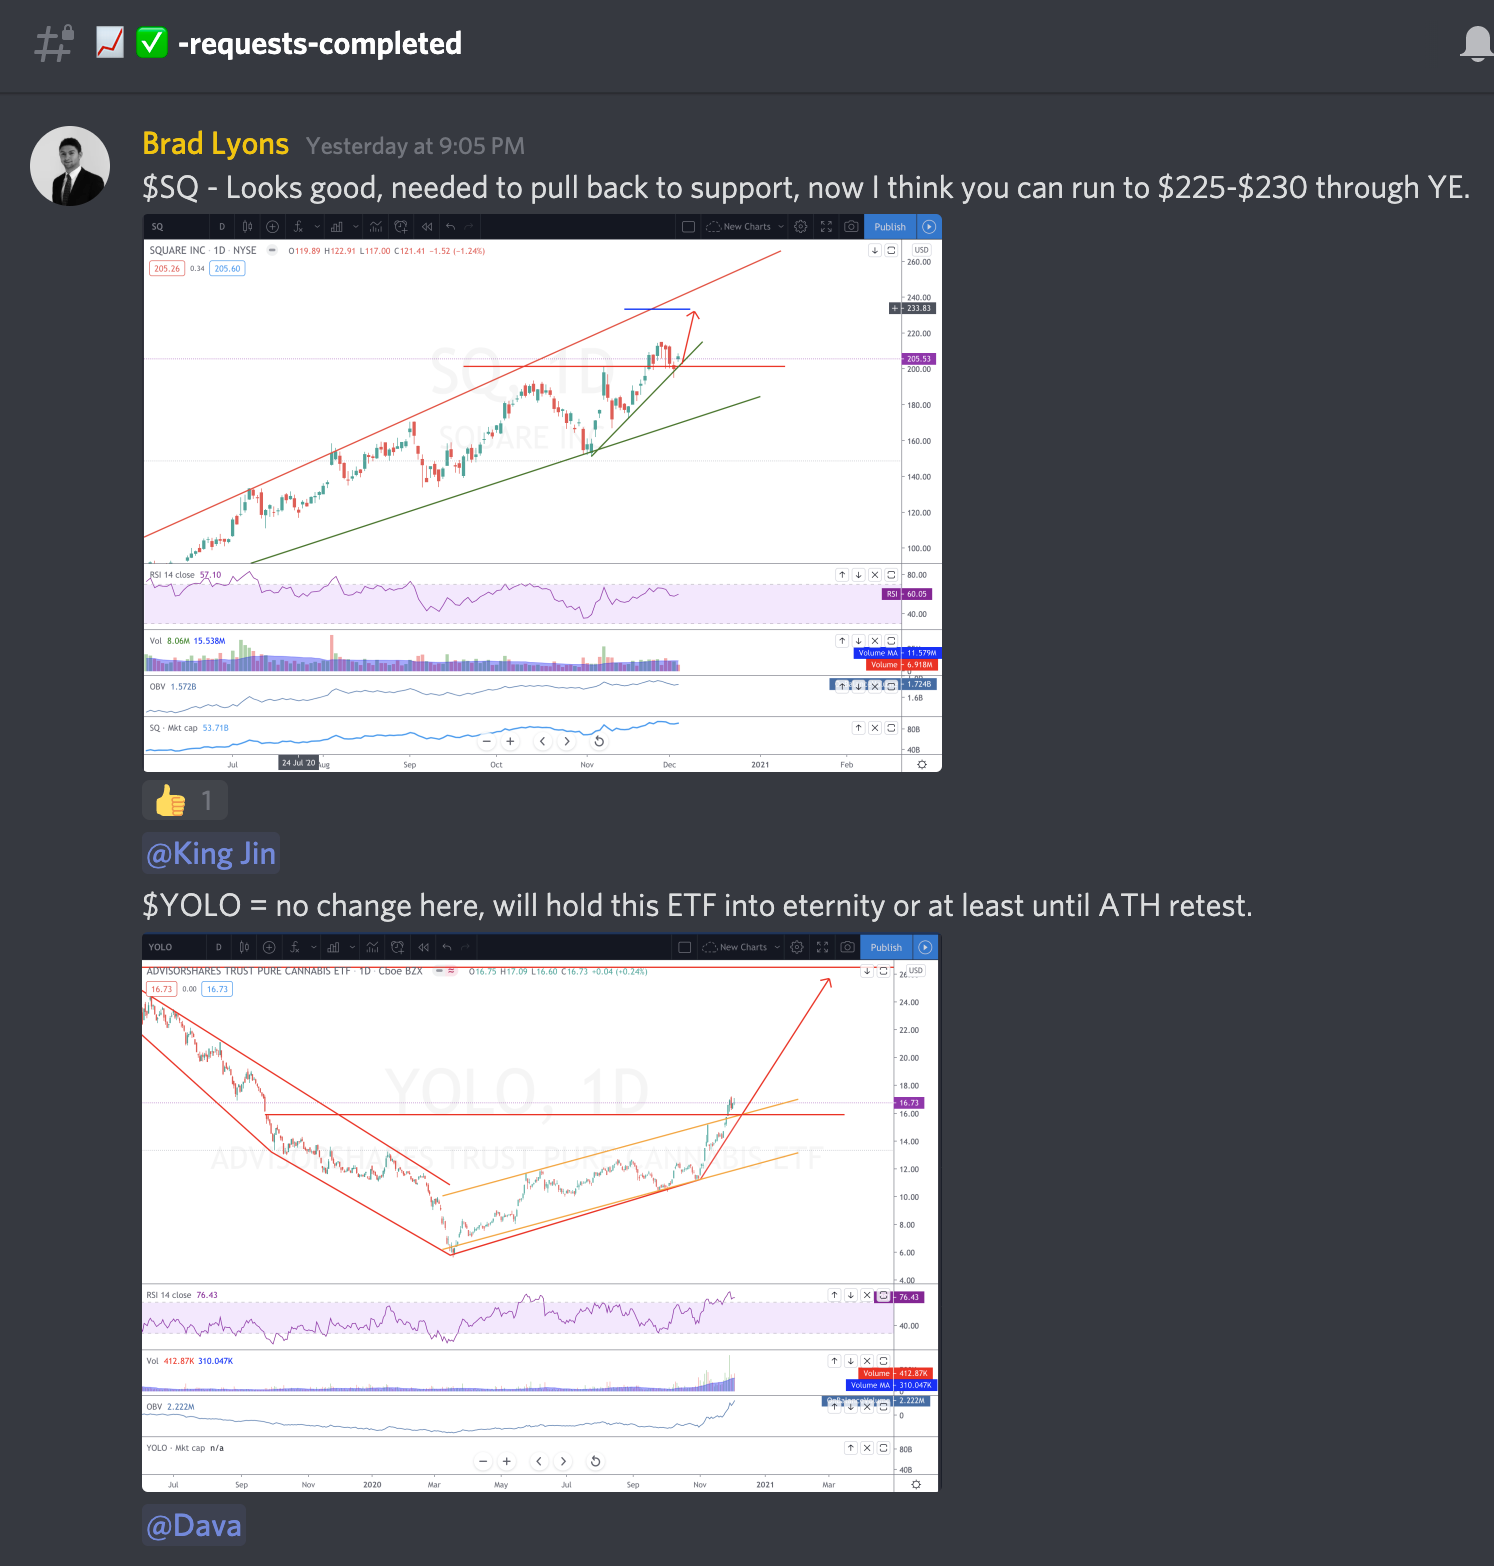 -requests-completed
Brad Lyons Yesterday at 9:05 PM
$SQ - Looks good, needed to pull back to support, now I think you can run to $225-$230 through YE.
SQ D New Charts Publish
SQUARE INC · 1D · NYSE O119.89 H122.91 L117.00 C121.41 −1.52 (−1.24%) USD
205.26 0.34 205.60
260.00
240.00
233.83
220.00
205.53
200.00
180.00
160.00
140.00
120.00
100.00
SQ, 1D
SQUARE INC
RSI 14 close 57.10 80.00
RSI 60.05
40.00
Vol 8.06M 15.538M
Volume MA 11.579M
Volume 6.918M
OBV 1.572B 1.724B
1.6B
SQ · Mkt cap 53.71B 80B
40B
Jul 24 Jul '20 Aug Sep Oct Nov Dec 2021 Feb
1
@King Jin
$YOLO = no change here, will hold this ETF into eternity or at least until ATH retest.
YOLO D New Charts Publish
ADVISORSHARES TRUST PURE CANNABIS ETF · 1D · Cboe BZX O16.75 H17.09 L16.60 C16.73 +0.04 (+0.24%) USD
16.73 0.00 16.73
24.00
22.00
20.00
18.00
16.73
16.00
14.00
12.00
10.00
8.00
6.00
4.00
YOLO, 1D
ADVISORSHARES TRUST PURE CANNABIS ETF
RSI 14 close 76.43 76.43
40.00
Vol 412.87K 310.047K
Volume 412.87K
Volume MA 310.047K
OBV 2.222M 2.222M
0
YOLO · Mkt cap n/a 80B
40B
Jul Sep Nov 2020 Mar May Jul Sep Nov 2021 Mar
@Dava